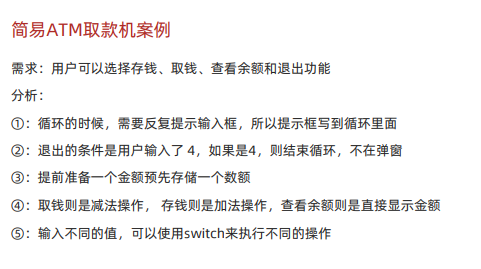 简易ATM取款机案例
需求：用户可以选择存钱、取钱、查看余额和退出功能
分析：
①：循环的时候，需要反复提示输入框，所以提示框写到循环里面
②：退出的条件是用户输入了 4，如果是4，则结束循环，不在弹窗
③：提前准备一个金额预先存储一个数额
④：取钱则是减法操作， 存钱则是加法操作，查看余额则是直接显示金额
⑤：输入不同的值，可以使用switch来执行不同的操作